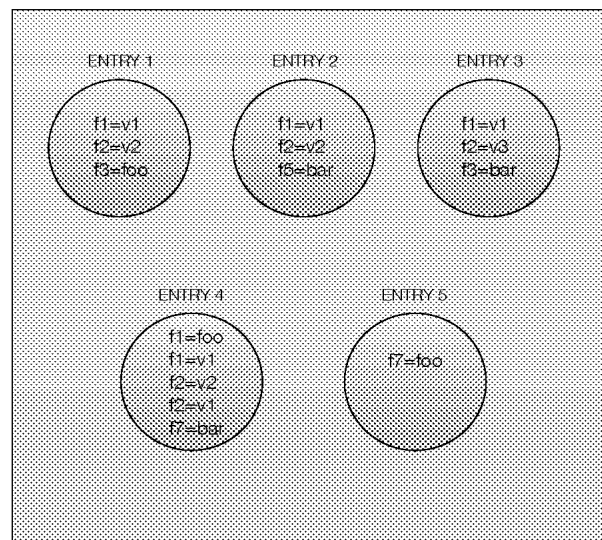 ENTRY 1
f1=v1
f2=v2
f3=foo
ENTRY 2
f1=v1
f2=v2
f5=bar
ENTRY 3
f1=v1
f2=v3
f3=bar
ENTRY 4
f1=foo
f1=v1
f2=v2
f2=v1
f7=bar
ENTRY 5
f7=foo